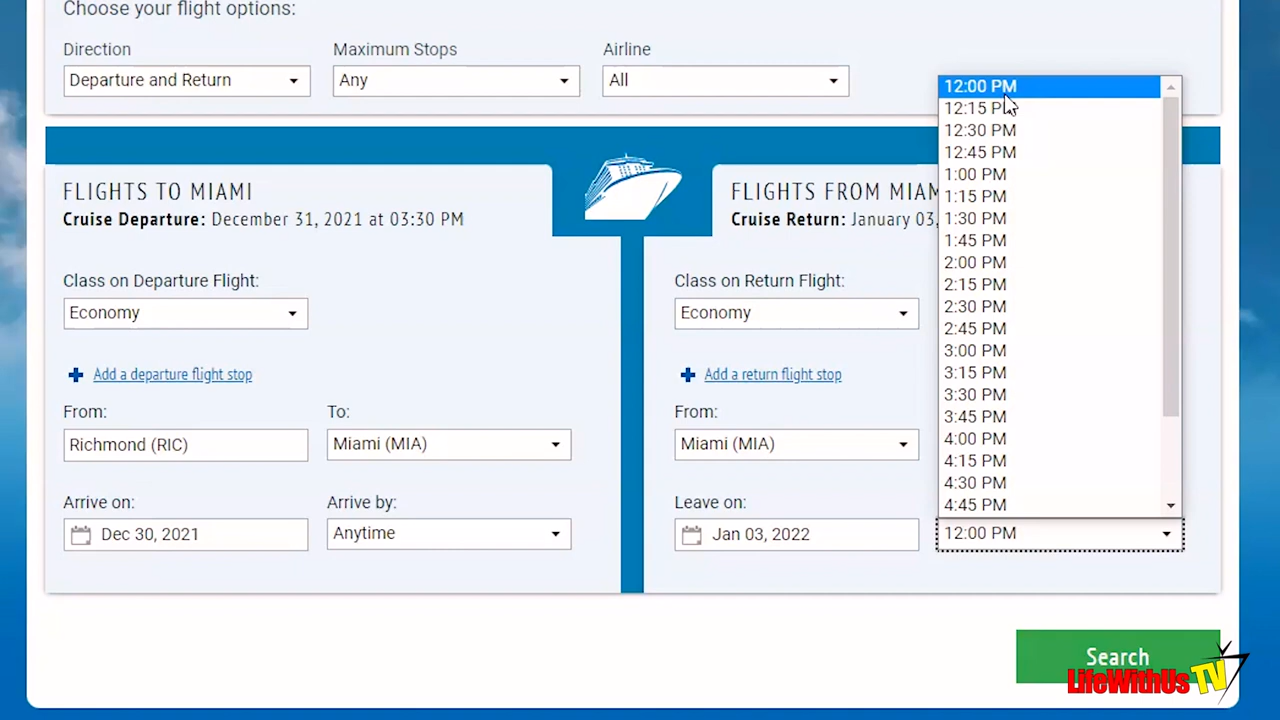 Choose your flight options:
Direction
Maximum Stops
Airline
Departure and Return
Any
All
FLIGHTS TO MIAMI
Cruise Departure: December 31, 2021 at 03:30 PM
Class on Departure Flight:
Economy
Add a departure flight stop
From:
To:
Richmond (RIC)
Miami (MIA)
Arrive on:
Arrive by:
Dec 30, 2021
Anytime
FLIGHTS FROM MIAM
Cruise Return: January 03,
Class on Return Flight:
Economy
Add a return flight stop
From:
Miami (MIA)
Leave on:
Jan 03, 2022
12:00 PM
12:15 PM
12:30 PM
12:45 PM
1:00 PM
1:15 PM
1:30 PM
1:45 PM
2:00 PM
2:15 PM
2:30 PM
2:45 PM
3:00 PM
3:15 PM
3:30 PM
3:45 PM
4:00 PM
4:15 PM
4:30 PM
4:45 PM
12:00 PM
Search
LifeWithUs TV